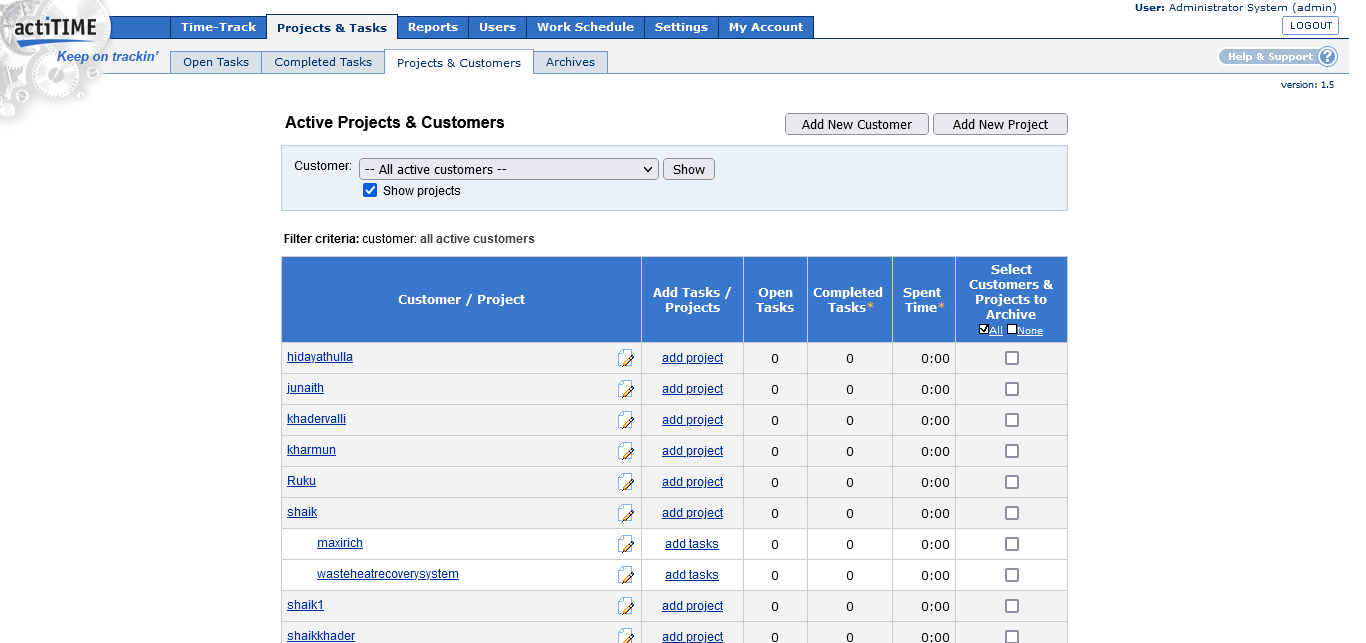 User: Administrator System (admin)
actiTIME
Time-Track Projects & Tasks Reports Users Work Schedule Settings My Account
LOGOUT
Keep on trackin'
Open Tasks Completed Tasks Projects & Customers Archives
Help & Support ?
version: 1.5
Active Projects & Customers
Add New Customer Add New Project
Customer: -- All active customers -- Show
Show projects
Filter criteria: customer: all active customers
Customer / Project
Add Tasks /
Projects
Open
Tasks
Completed
Tasks*
Spent
Time*
Select
Customers &
Projects to
Archive
All None
hidayathulla add project 0 0 0:00
junaith add project 0 0 0:00
khadervalli add project 0 0 0:00
kharmun add project 0 0 0:00
Ruku add project 0 0 0:00
shaik add project 0 0 0:00
maxirich add tasks 0 0 0:00
wasteheatrecoverysystem add tasks 0 0 0:00
shaik1 add project 0 0 0:00
shaikkhader add project 0 0 0:00